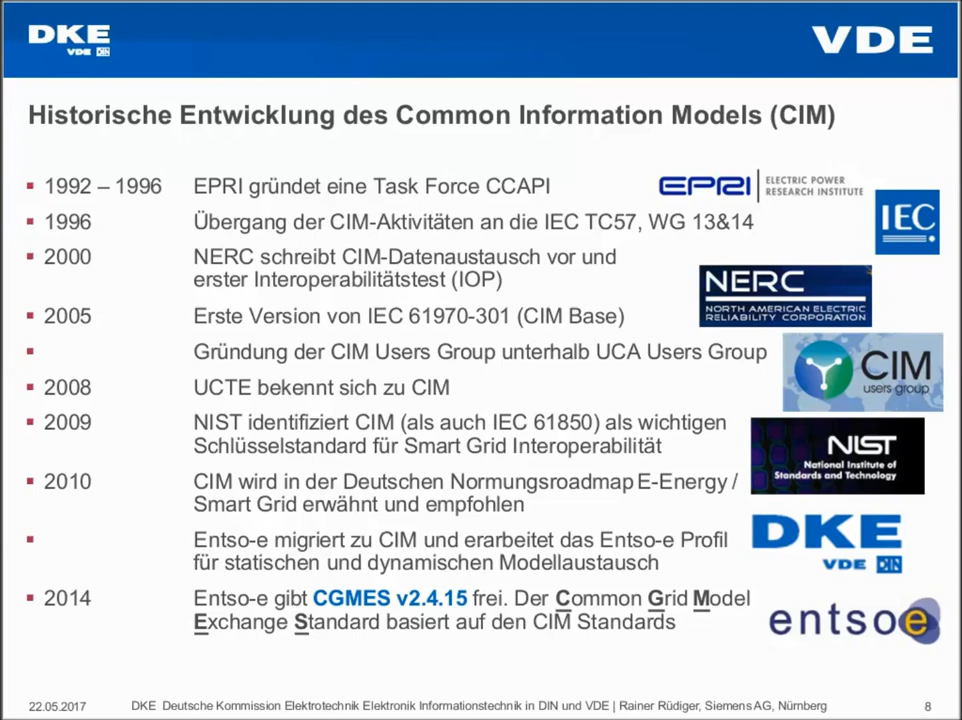 DKE
VDE DIN
VDE
Historische Entwicklung des Common Information Models (CIM)
1992 – 1996 EPRI gründet eine Task Force CCAPI
EPRI ELECTRIC POWER
RESEARCH INSTITUTE
1996 Übergang der CIM-Aktivitäten an die IEC TC57, WG 13&14
IEC
2000 NERC schreibt CIM-Datenaustausch vor und
erster Interoperabilitätstest (IOP)
NERC
NORTH AMERICAN ELECTRIC
RELIABILITY CORPORATION
2005 Erste Version von IEC 61970-301 (CIM Base)
Gründung der CIM Users Group unterhalb UCA Users Group
CIM
users group
2008 UCTE bekennt sich zu CIM
2009 NIST identifiziert CIM (als auch IEC 61850) als wichtigen
Schlüsselstandard für Smart Grid Interoperabilität
NIST
National Institute of
Standards and Technology
2010 CIM wird in der Deutschen Normungsroadmap E-Energy /
Smart Grid erwähnt und empfohlen
Entso-e migriert zu CIM und erarbeitet das Entso-e Profil
für statischen und dynamischen Modellaustausch
DKE
VDE DIN
2014 Entso-e gibt CGMES v2.4.15 frei. Der Common Grid Model
Exchange Standard basiert auf den CIM Standards
entsoe
22.05.2017 DKE Deutsche Kommission Elektrotechnik Elektronik Informationstechnik in DIN und VDE | Rainer Rüdiger, Siemens AG, Nürnberg 8